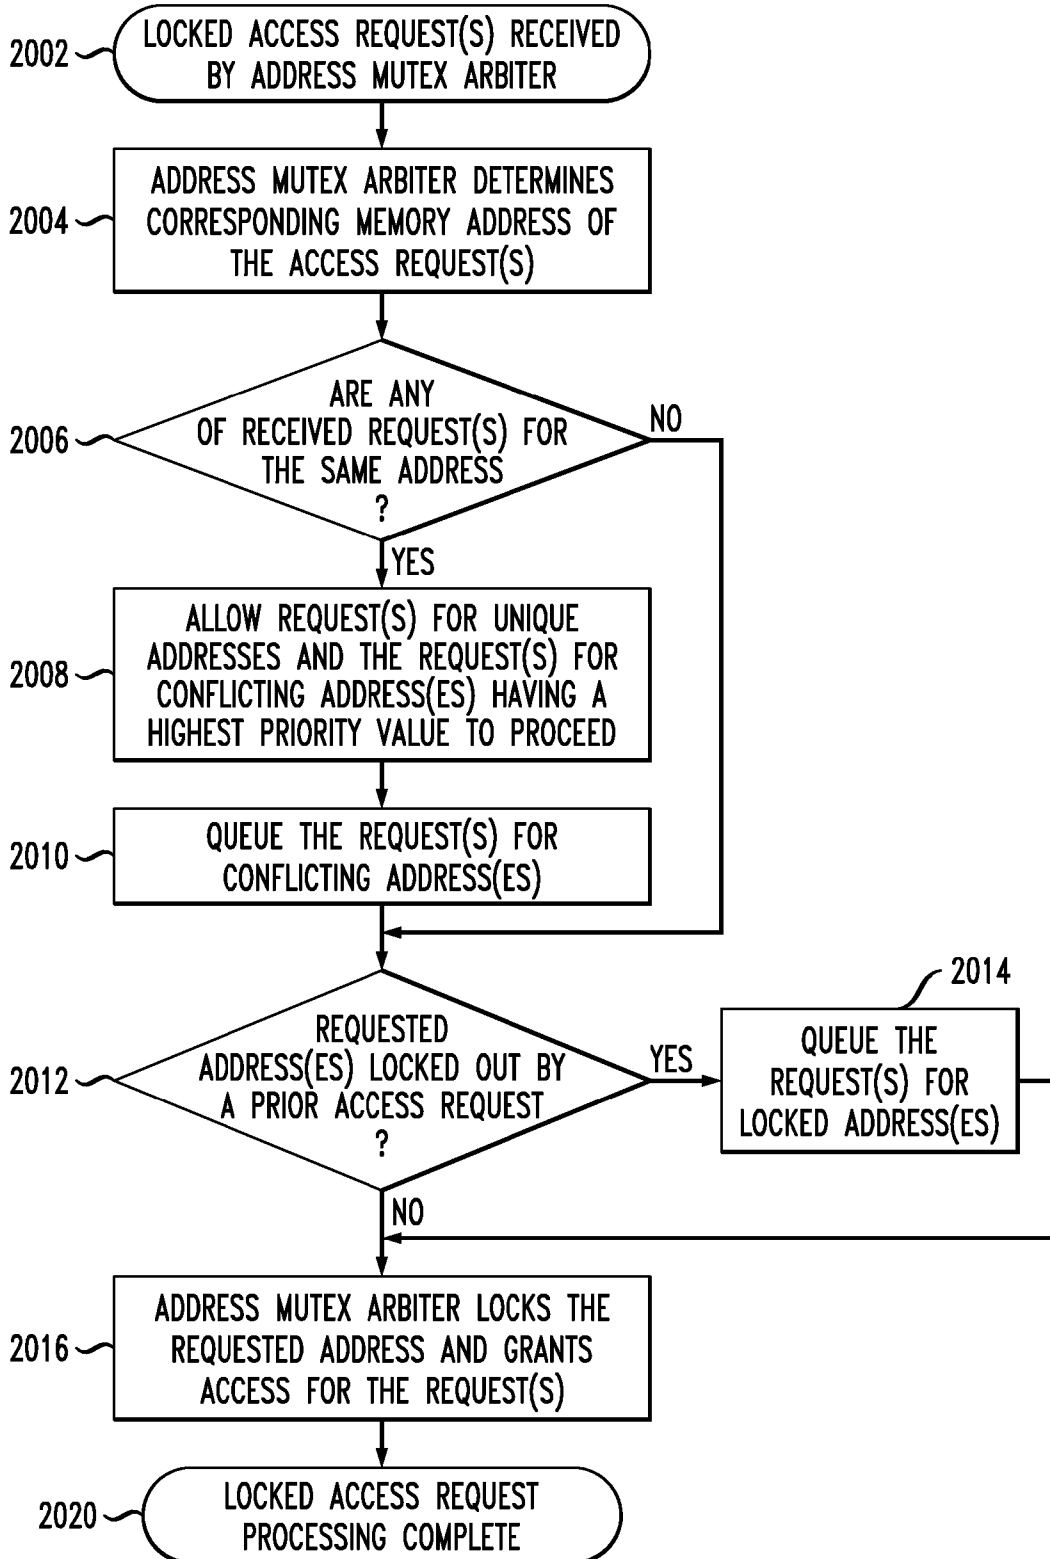 2002
LOCKED ACCESS REQUEST(S) RECEIVED
BY ADDRESS MUTEX ARBITER
2004
ADDRESS MUTEX ARBITER DETERMINES
CORRESPONDING MEMORY ADDRESS OF
THE ACCESS REQUEST(S)
2006
ARE ANY
OF RECEIVED REQUEST(S) FOR
THE SAME ADDRESS
?
NO
YES
2008
ALLOW REQUEST(S) FOR UNIQUE
ADDRESSES AND THE REQUEST(S) FOR
CONFLICTING ADDRESS(ES) HAVING A
HIGHEST PRIORITY VALUE TO PROCEED
2010
QUEUE THE REQUEST(S) FOR
CONFLICTING ADDRESS(ES)
2012
REQUESTED
ADDRESS(ES) LOCKED OUT BY
A PRIOR ACCESS REQUEST
?
YES
2014
QUEUE THE
REQUEST(S) FOR
LOCKED ADDRESS(ES)
NO
2016
ADDRESS MUTEX ARBITER LOCKS THE
REQUESTED ADDRESS AND GRANTS
ACCESS FOR THE REQUEST(S)
2020
LOCKED ACCESS REQUEST
PROCESSING COMPLETE